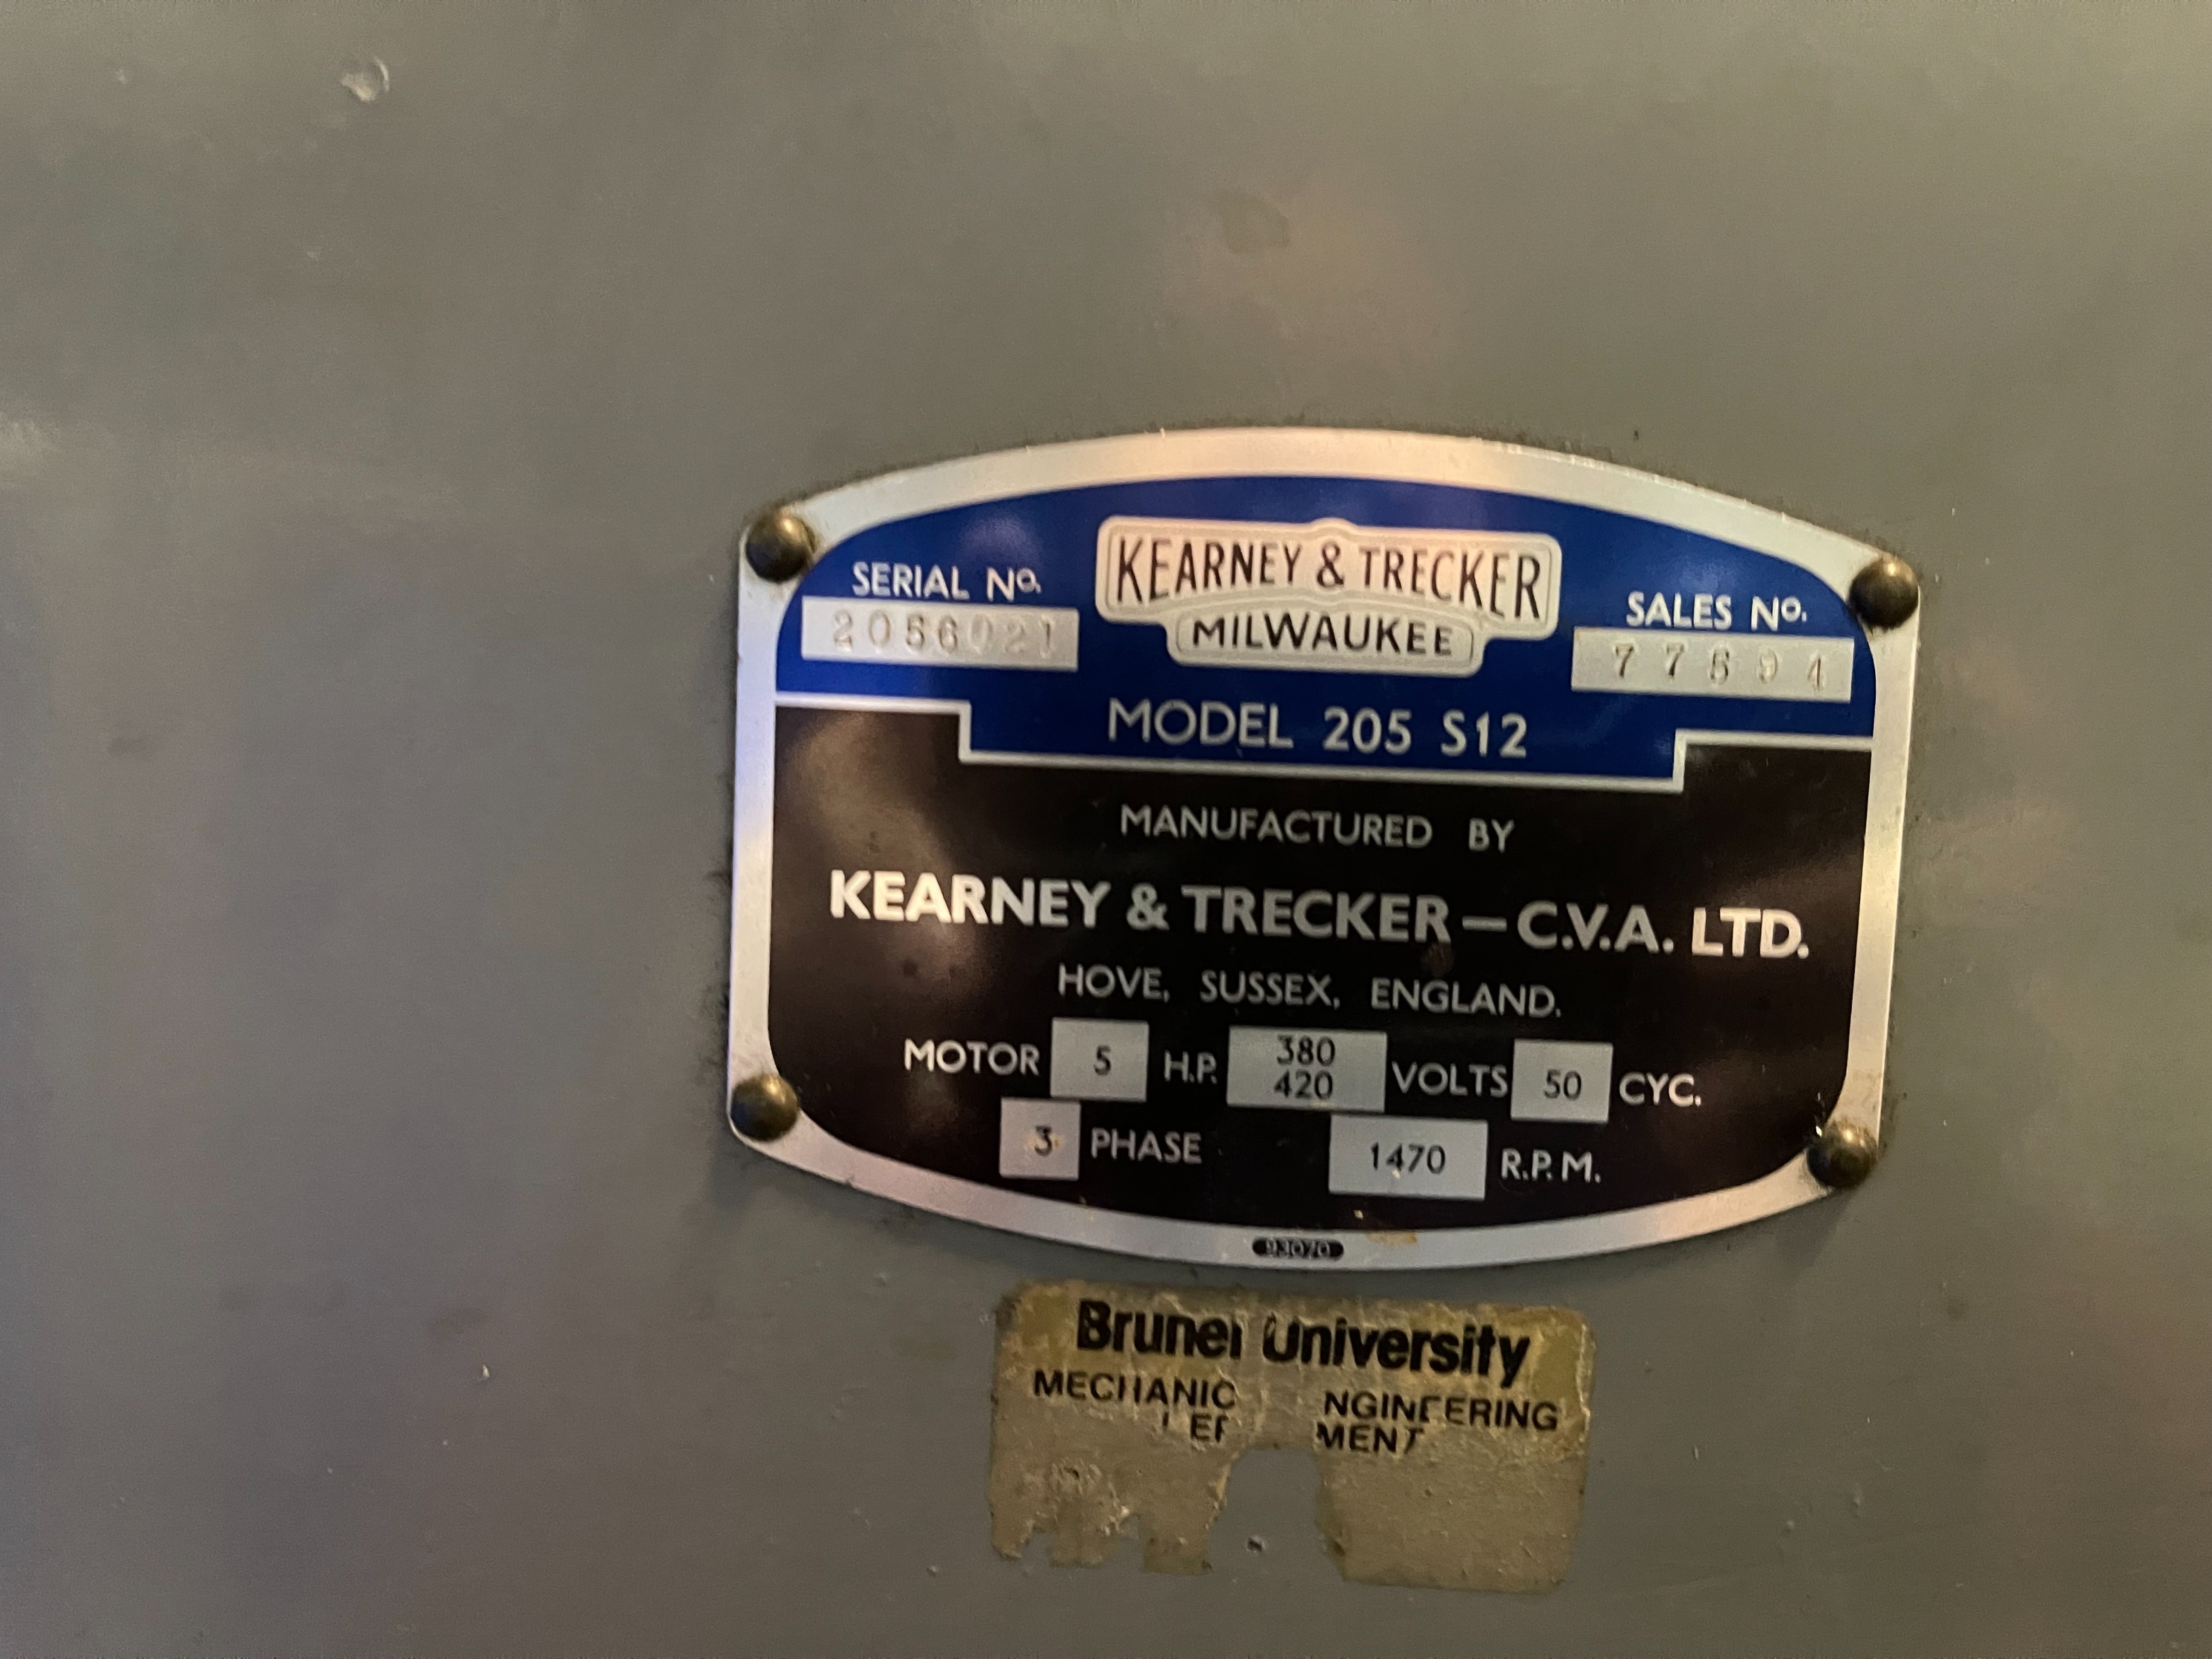 KEARNEY & TRECKER
MILWAUKEE
SERIAL No.
2056021
SALES No.
MODEL 205 S12
MANUFACTURED BY
KEARNEY & TRECKER — C.V.A. LTD.
HOVE, SUSSEX, ENGLAND.
MOTOR 5 H.P. 380 420 VOLTS 50 CYC.
3 PHASE 1470 R.P.M.
93070
Brunel University
MECHANIC NGINEERING
MENT